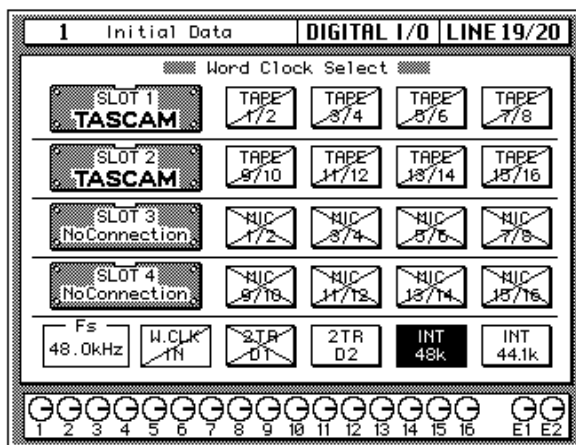 1 Initial Data DIGITAL I/O LINE 19/20
Word Clock Select
SLOT 1
TASCAM
TAPE 1/2
TAPE 3/4
TAPE 5/6
TAPE 7/8
SLOT 2
TASCAM
TAPE 9/10
TAPE 11/12
TAPE 13/14
TAPE 15/16
SLOT 3
NoConnection
MIC 1/2
MIC 3/4
MIC 5/6
MIC 7/8
SLOT 4
NoConnection
MIC 9/10
MIC 11/12
MIC 13/14
MIC 15/16
Fs
48.0kHz
W.CLK IN
2TR D1
2TR D2
INT 48k
INT 44.1k
1 2 3 4 5 6 7 8 9 10 11 12 13 14 15 16 E1 E2